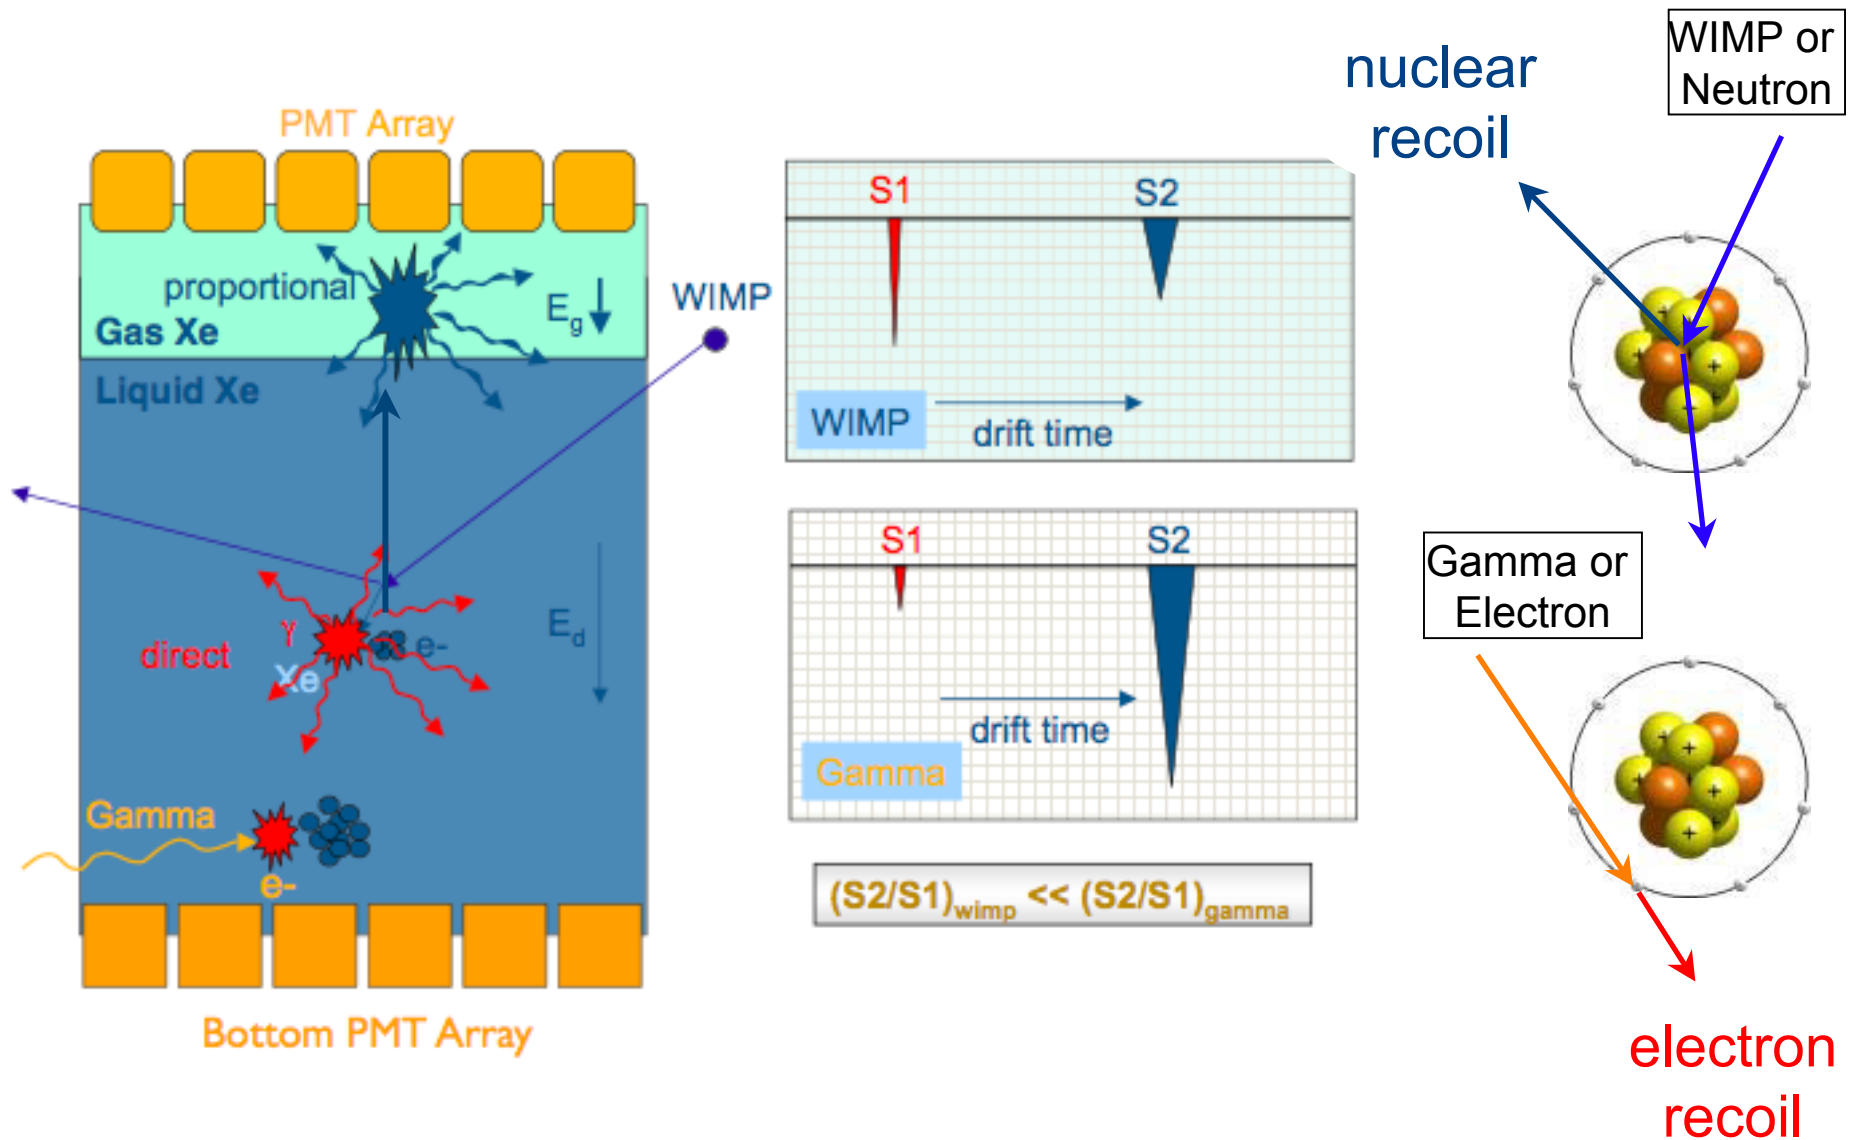 PMT Array
proportional
Gas Xe
E_g
Liquid Xe
WIMP
γ
direct
Xe
e-
E_d
Gamma
e-
Bottom PMT Array
S1
S2
WIMP
drift time
S1
S2
drift time
Gamma
(S2/S1)wimp << (S2/S1)gamma
nuclear
recoil
WIMP or
Neutron
+
+
+
+
+
Gamma or
Electron
+
+
+
+
+
electron
recoil